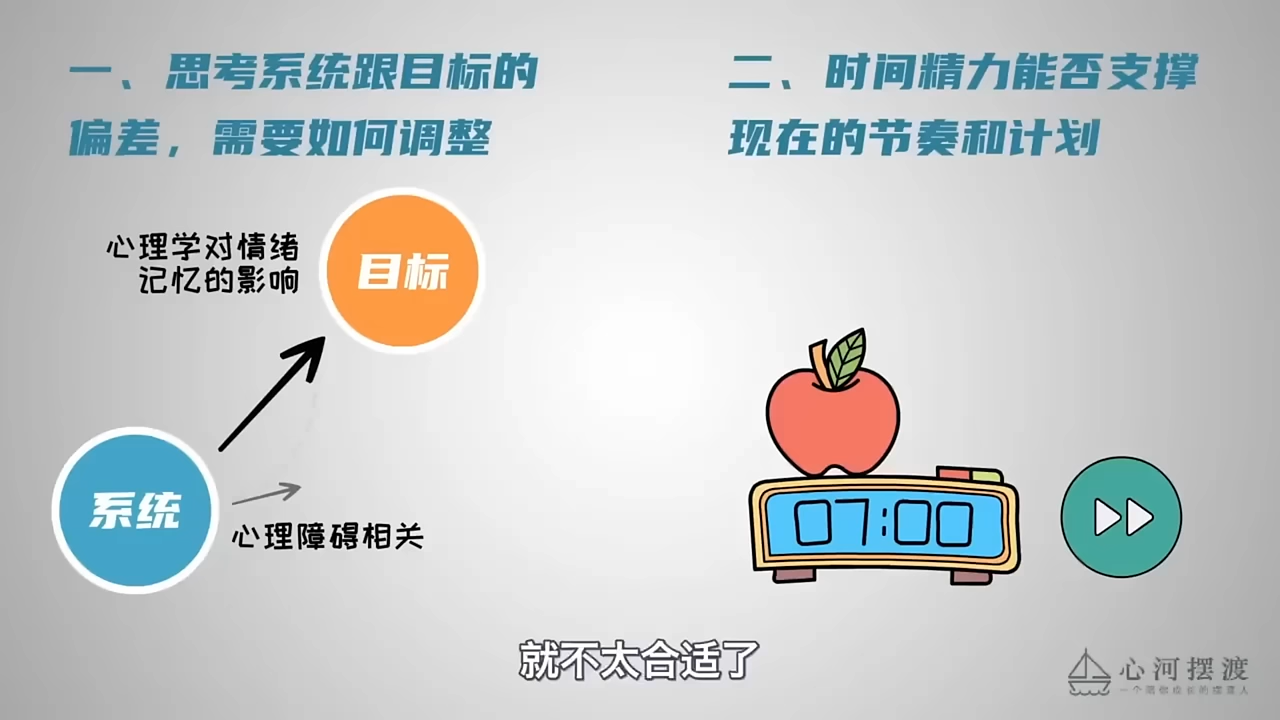 一、思考系统跟目标的
偏差，需要如何调整
二、时间精力能否支撑
现在的节奏和计划
心理学对情绪
记忆的影响
目标
系统
心理障碍相关
07:00
就不太合适了
心河摆渡